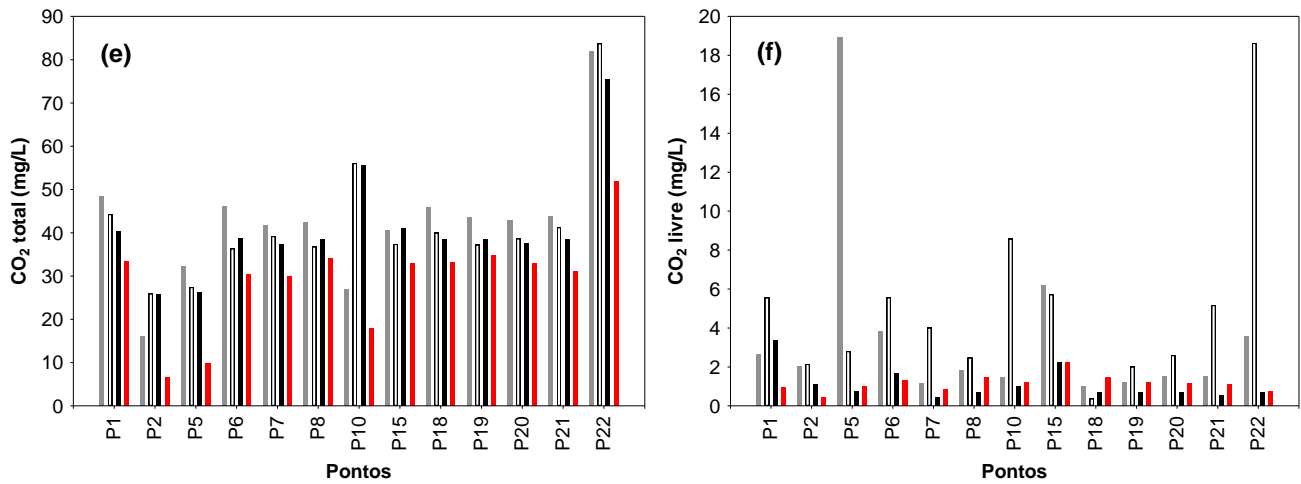 (e)
CO₂ total (mg/L)
90
80
70
60
50
40
30
20
10
0
P1 P2 P5 P6 P7 P8 P10 P15 P18 P19 P20 P21 P22
Pontos
(f)
CO₂ livre (mg/L)
20
18
16
14
12
10
8
6
4
2
0
P1 P2 P5 P6 P7 P8 P10 P15 P18 P19 P20 P21 P22
Pontos